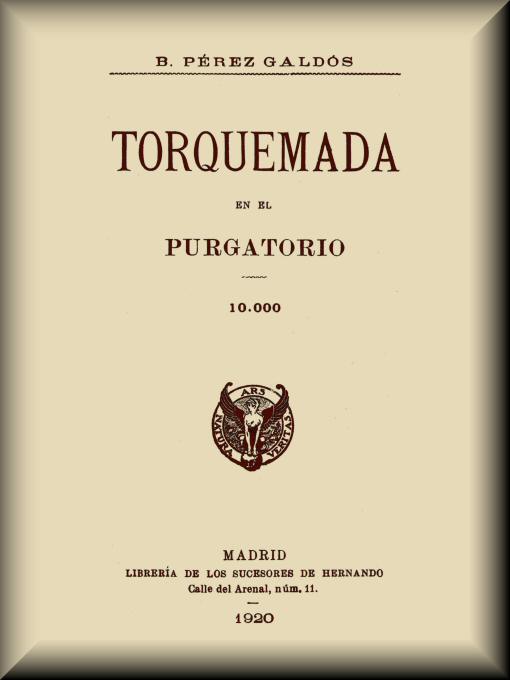 B. PÉREZ GALDÓS
TORQUEMADA
EN EL
PURGATORIO
10.000
ARS
NATURA
VERITAS
MADRID
LIBRERÍA DE LOS SUCESORES DE HERNANDO
Calle del Arenal, núm. 11.
1920